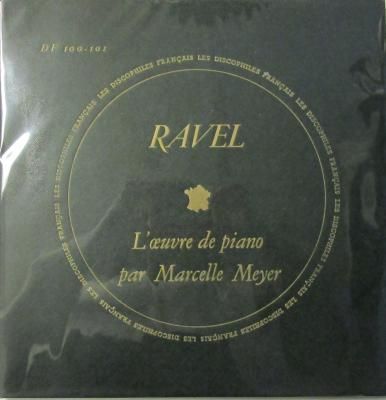 DF 100-101
LES DISCOPHILES FRANÇAIS LES DISCOPHILES FRANÇAIS LES DISCOPHILES FRANÇAIS LES DISCOPHILES FRANÇAIS LES DISCOPHILES FRANÇAIS
RAVEL
L'œuvre de piano
par Marcelle Meyer